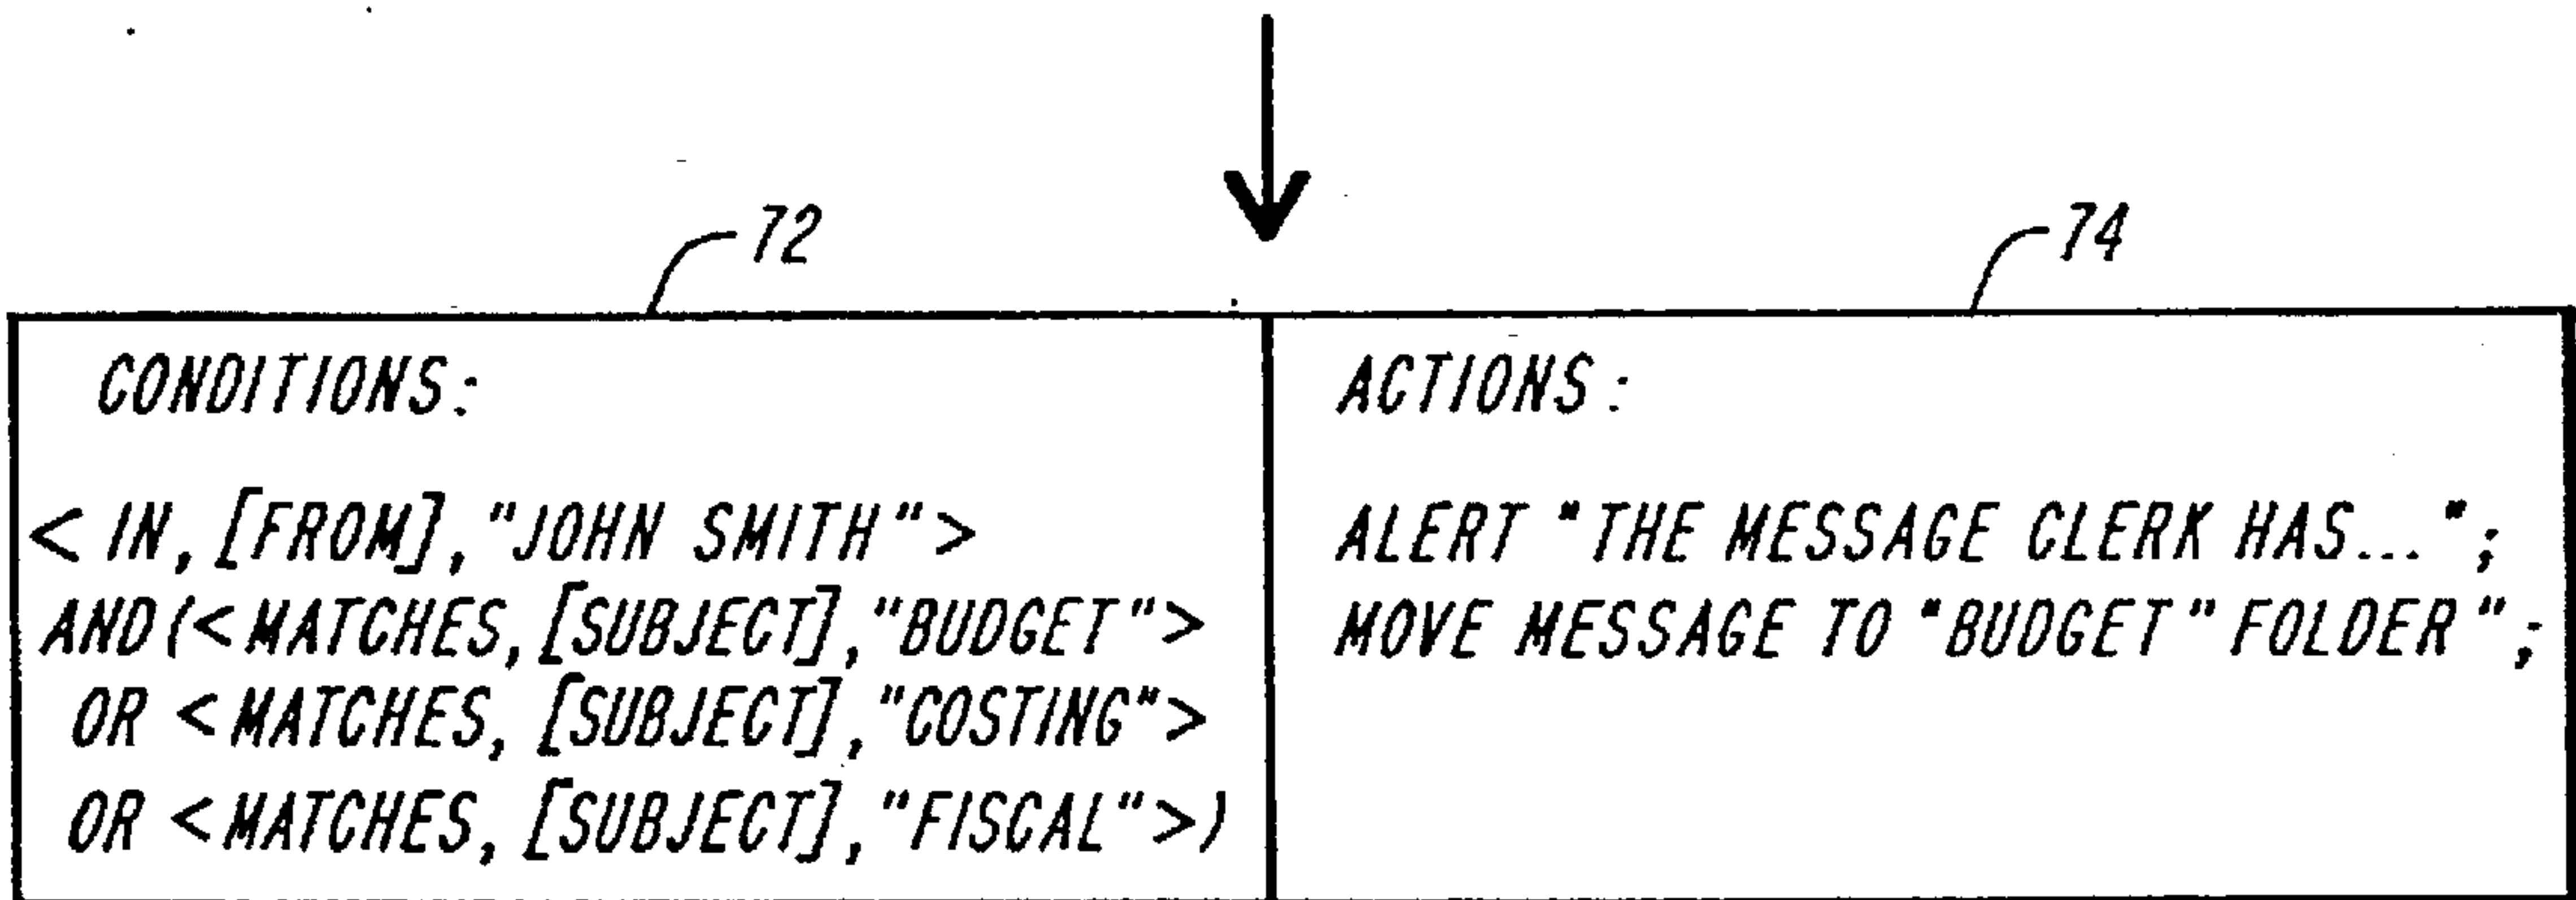 72
74
CONDITIONS:
< IN, [FROM], "JOHN SMITH">
AND (< MATCHES, [SUBJECT], "BUDGET">
OR < MATCHES, [SUBJECT], "COSTING">
OR < MATCHES, [SUBJECT], "FISCAL">)
ACTIONS:
ALERT "THE MESSAGE CLERK HAS...";
MOVE MESSAGE TO "BUDGET" FOLDER";